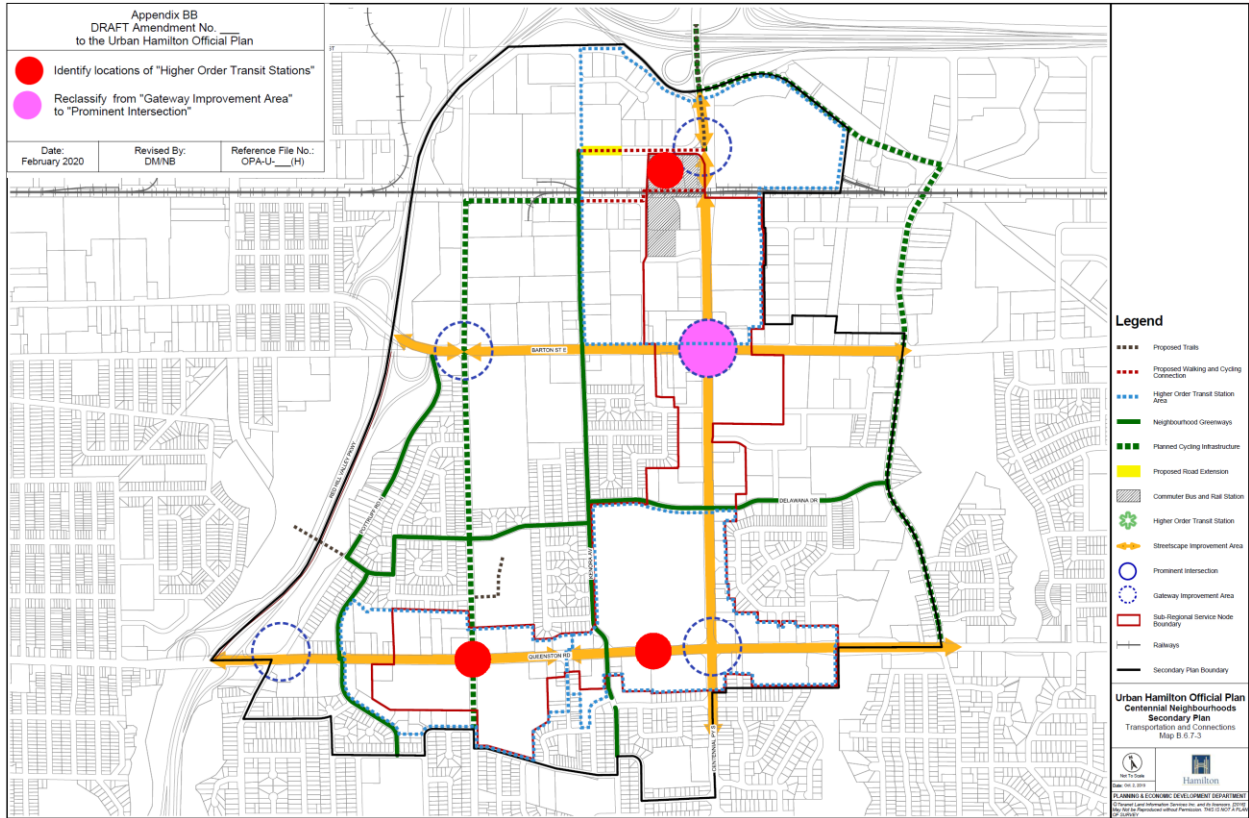 Appendix BB
DRAFT Amendment No. ___
to the Urban Hamilton Official Plan
Identify locations of "Higher Order Transit Stations"
Reclassify from "Gateway Improvement Area"
to "Prominent Intersection"
Date:
February 2020
Revised By:
DM/NB
Reference File No.:
OPA-U-___(H)
ST
BARTON ST E
RED HILL VALLEY PKWY
DELAWANA DR
KENORA AV
QUEENSTON RD
CENTENNIAL PY S
Legend
Proposed Trails
Proposed Walking and Cycling
Connection
Higher Order Transit Station
Area
Neighbourhood Greenways
Planned Cycling Infrastructure
Proposed Road Extension
Commuter Bus and Rail Station
Higher Order Transit Station
Streetscape Improvement Area
Prominent Intersection
Gateway Improvement Area
Sub-Regional Service Node
Boundary
Railways
Secondary Plan Boundary
Urban Hamilton Official Plan
Centennial Neighbourhoods
Secondary Plan
Transportation and Connections
Map B.6.7-3
Not To Scale
Hamilton
PLANNING & ECONOMIC DEVELOPMENT DEPARTMENT